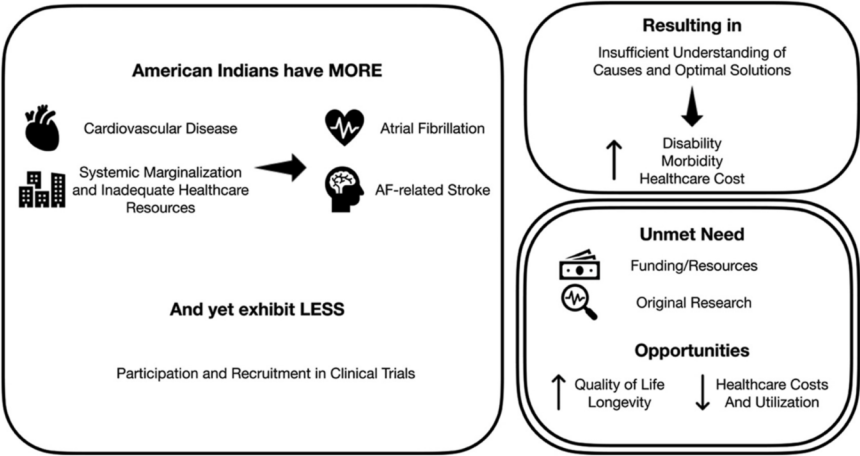 American Indians have MORE
Cardiovascular Disease
Atrial Fibrillation
Systemic Marginalization
and Inadequate Healthcare
Resources
AF-related Stroke
And yet exhibit LESS
Participation and Recruitment in Clinical Trials
Resulting in
Insufficient Understanding of
Causes and Optimal Solutions
Disability
Morbidity
Healthcare Cost
Unmet Need
Funding/Resources
Original Research
Opportunities
Quality of Life
Longevity
Healthcare Costs
And Utilization